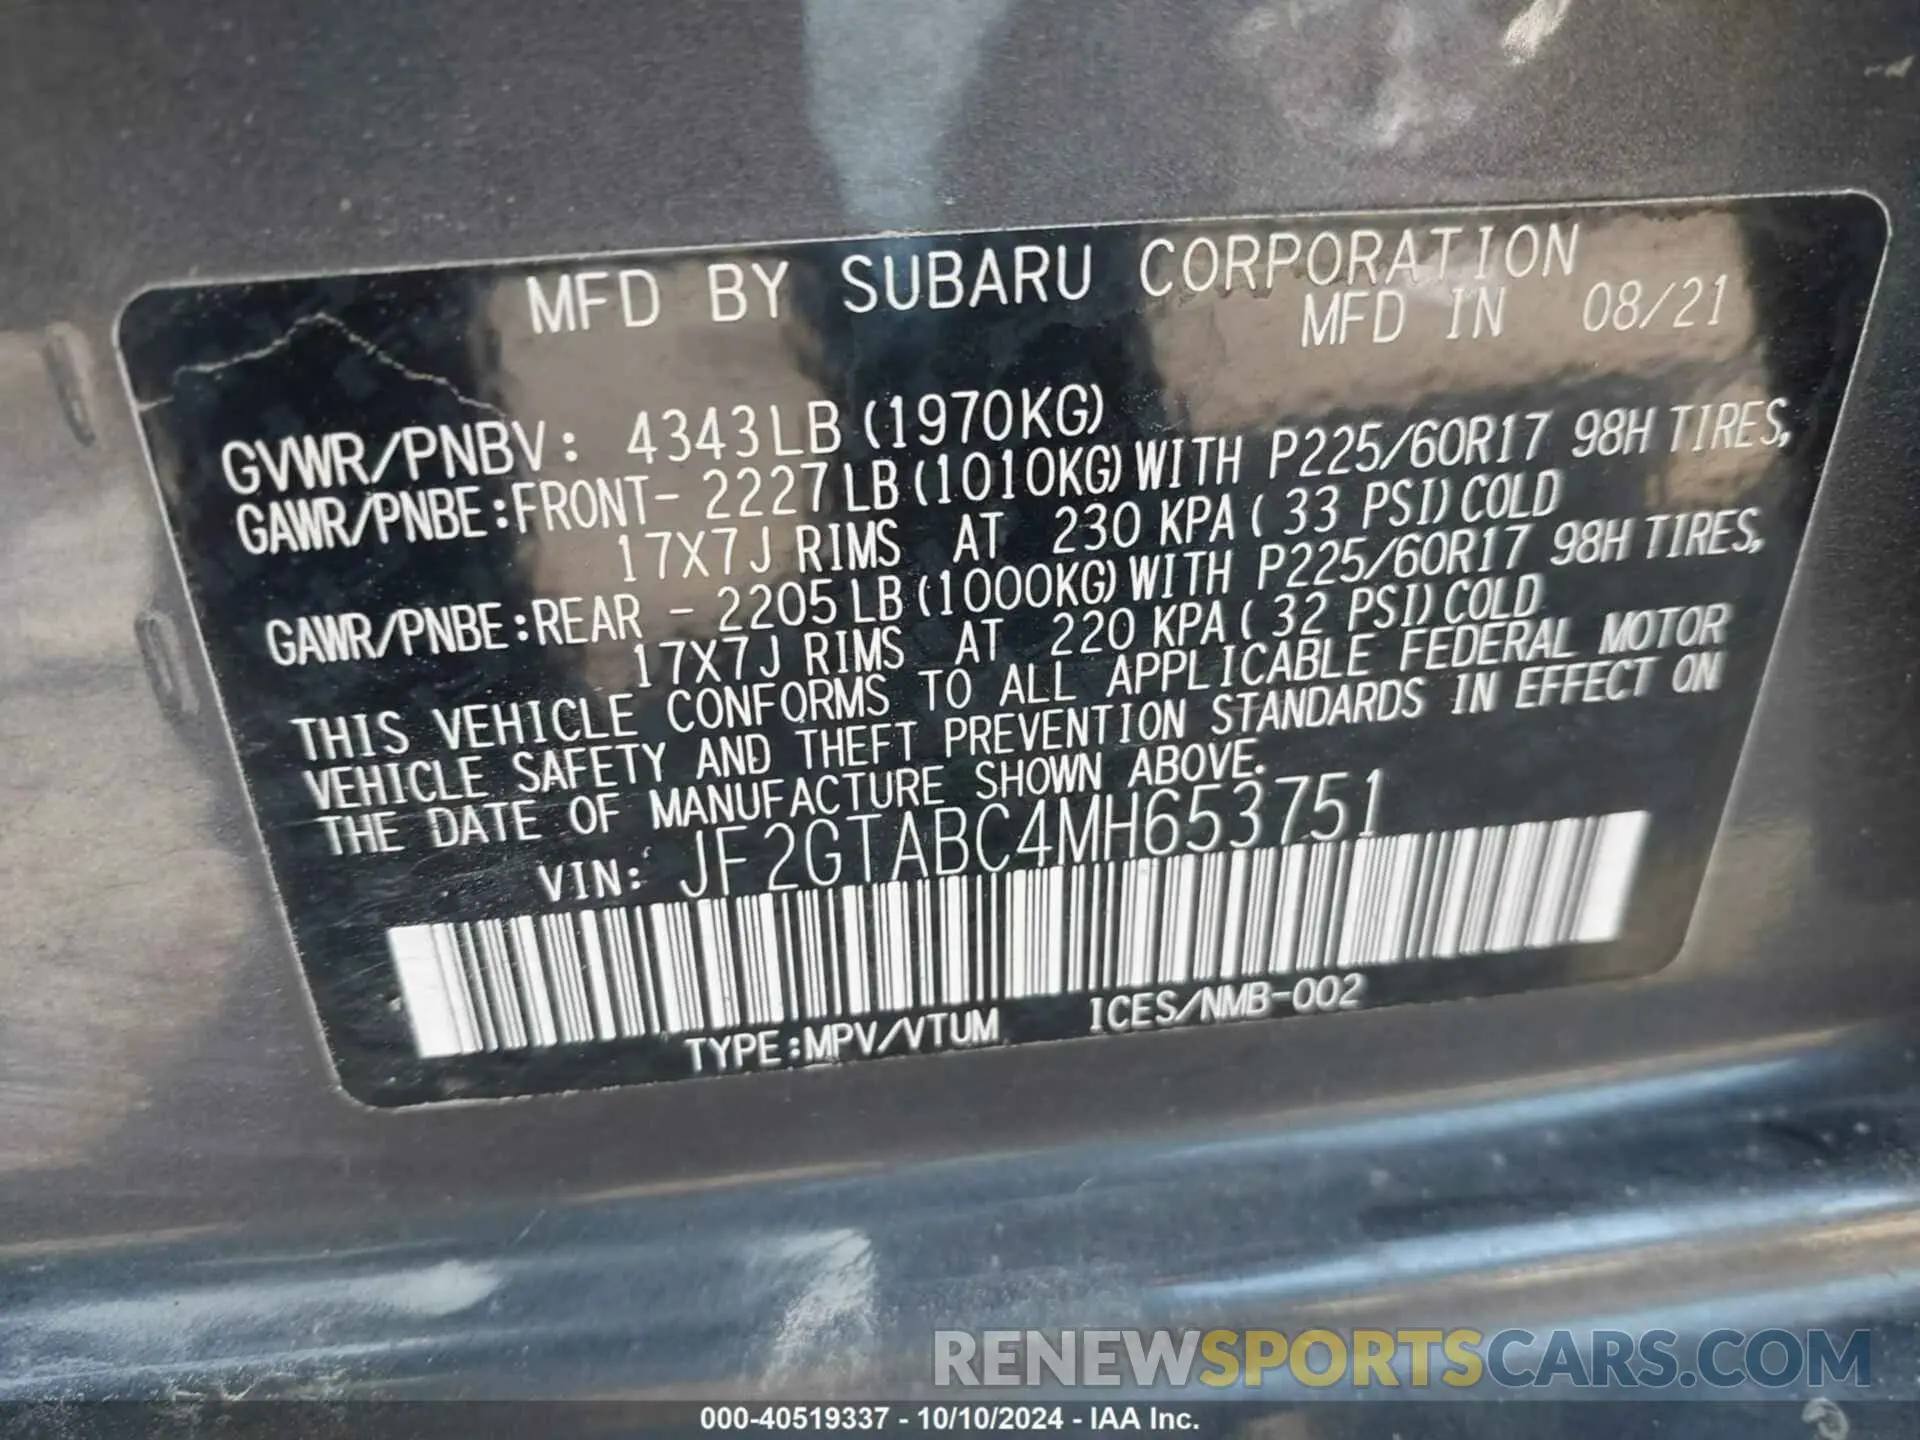 MFD BY SUBARU CORPORATION
MFD IN 08/21
GVWR/PNBV: 4343LB (1970KG)
GAWR/PNBE:FRONT- 2227LB (1010KG) WITH P225/60R17 98H TIRES,
17X7J RIMS AT 230 KPA ( 33 PSI) COLD
GAWR/PNBE:REAR - 2205LB (1000KG) WITH P225/60R17 98H TIRES,
17X7J RIMS AT 220 KPA ( 32 PSI) COLD
THIS VEHICLE CONFORMS TO ALL APPLICABLE FEDERAL MOTOR
VEHICLE SAFETY AND THEFT PREVENTION STANDARDS IN EFFECT ON
THE DATE OF MANUFACTURE SHOWN ABOVE.
VIN: JF2GTABC4MH653751
TYPE:MPV/VTUM ICES/NMB-002
RENEWSPORTSCARS.COM
000-40519337 - 10/10/2024 - IAA Inc.